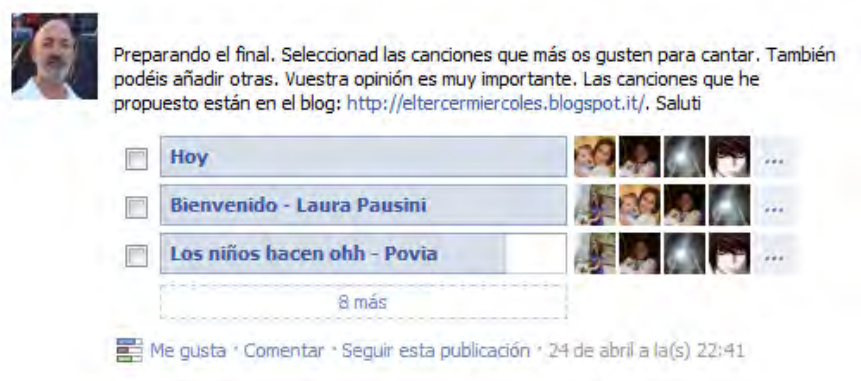 Preparando el final. Seleccionad las canciones que más os gusten para cantar. También
podéis añadir otras. Vuestra opinión es muy importante. Las canciones que he
propuesto están en el blog: http://eltercermiercoles.blogspot.it/. Saluti
Hoy
...
Bienvenido - Laura Pausini
...
Los niños hacen ohh - Povia
...
8 más
Me gusta · Comentar · Seguir esta publicación · 24 de abril a la(s) 22:41